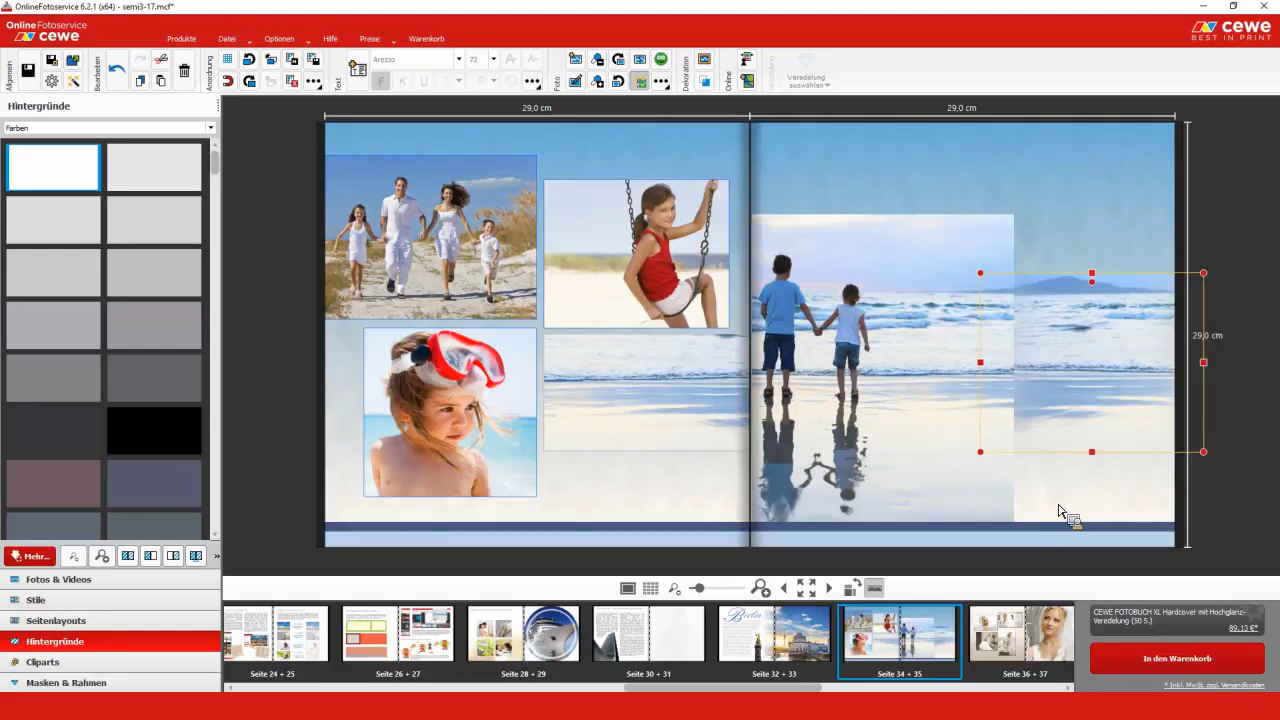 OnlineFotoservice 6.2.1 (x64) - semi3-17.mcf*
OnlineFotoservice
cewe
Produkte
Datei
Optionen
Hilfe
Preise
Warenkorb
cewe
BEST IN PRINT
Allgemein
Bearbeiten
Anordnung
Text
Arezzo
72
F
K
U
Foto
Dekoration
Online
Veredelung
Veredelung
auswählen
Hintergründe
Farben
29,0 cm
29,0 cm
29,0 cm
Mehr...
»
Fotos & Videos
Stile
Seitenlayouts
Hintergründe
Cliparts
Masken & Rahmen
Berlin
Seite 24 + 25
Seite 26 + 27
Seite 28 + 29
Seite 30 + 31
Seite 32 + 33
Seite 34 + 35
Seite 36 + 37
CEWE FOTOBUCH XL Hardcover mit Hochglanz-
Veredelung (50 S.)
89,13 €*
In den Warenkorb
* Inkl. MwSt. zzgl. Versandkosten